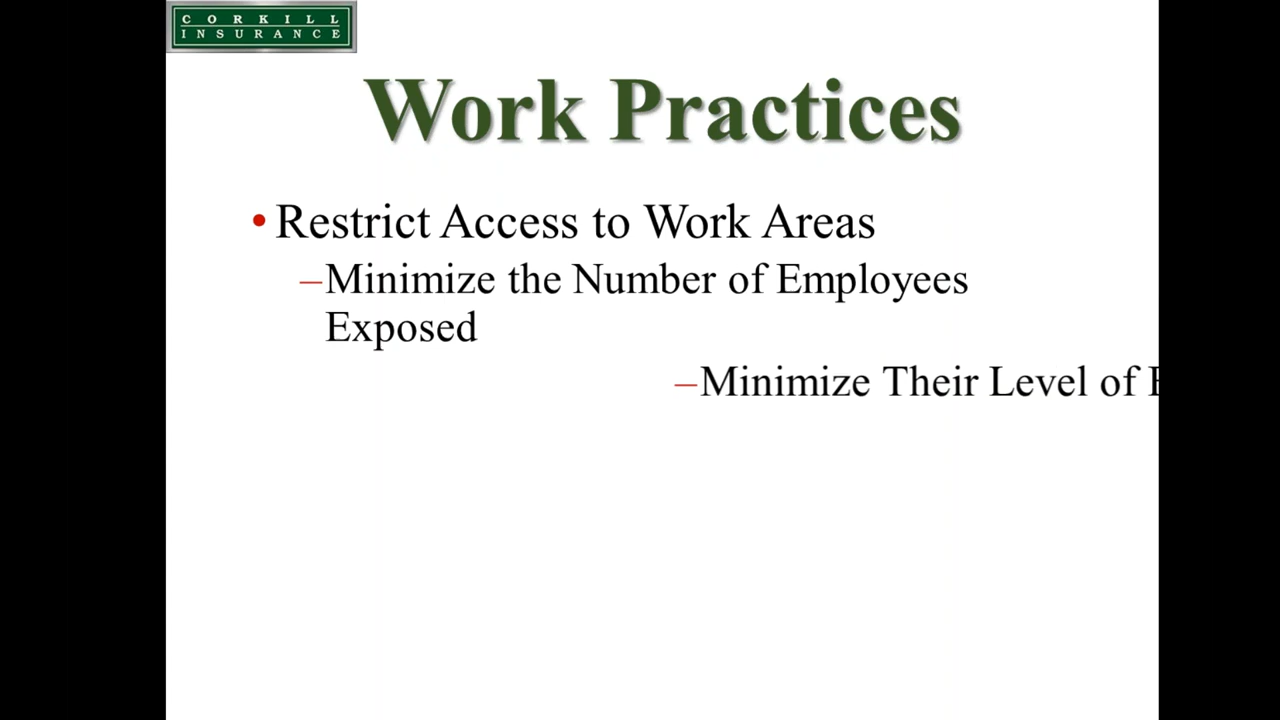 CORKILL
INSURANCE
Work Practices
•Restrict Access to Work Areas
–Minimize the Number of Employees
Exposed
–Minimize Their Level of